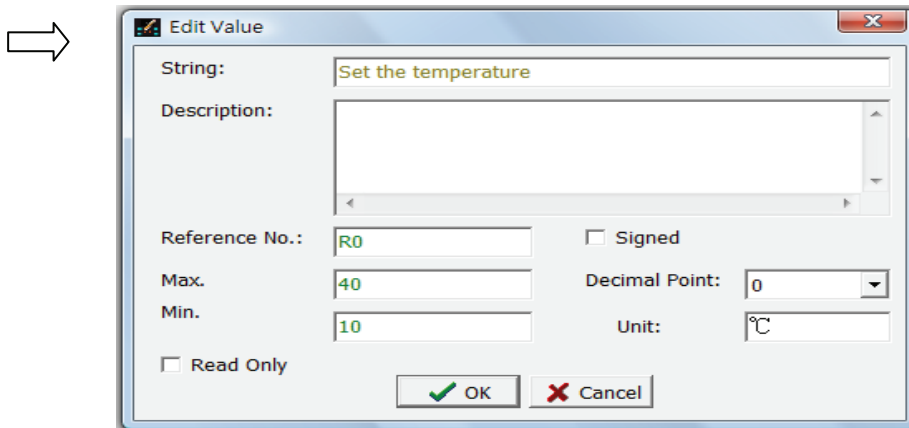 Edit Value
String: Set the temperature
Description:
Reference No.: R0 Signed
Max. 40 Decimal Point: 0
Min. 10 Unit: ℃
Read Only
OK Cancel